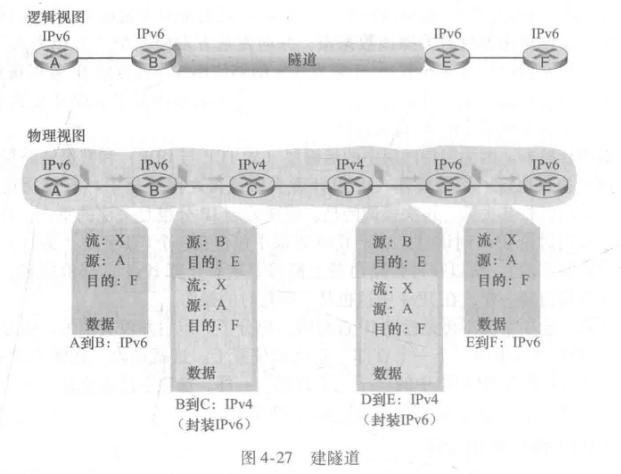 逻辑视图
IPv6 IPv6 IPv6 IPv6
A B 隧道 E F
物理视图
IPv6 IPv6 IPv4 IPv4 IPv6 IPv6
A B C D E F
流：X
源：A
目的：F
数据
A到B：IPv6
源：B
目的：E
流：X
源：A
目的：F
数据
B到C：IPv4
（封装IPv6）
源：B
目的：E
流：X
源：A
目的：F
数据
D到E：IPv4
（封装IPv6）
流：X
源：A
目的：F
数据
E到F：IPv6
图 4-27 建隧道